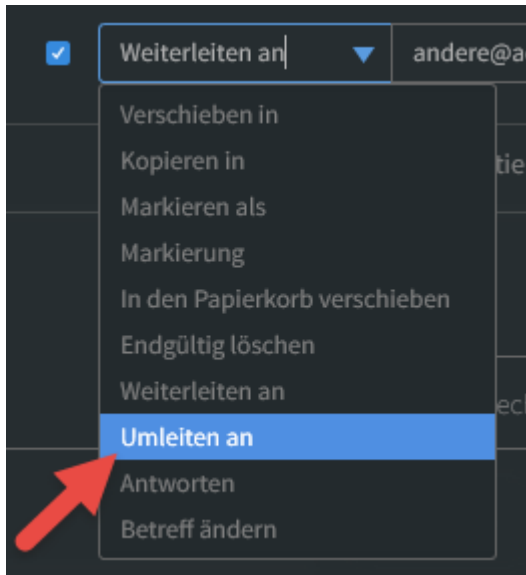 Weiterleiten an andere@a
Verschieben in
Kopieren in
Markieren als
Markierung
In den Papierkorb verschieben
Endgültig löschen
Weiterleiten an
Umleiten an
Antworten
Betreff ändern